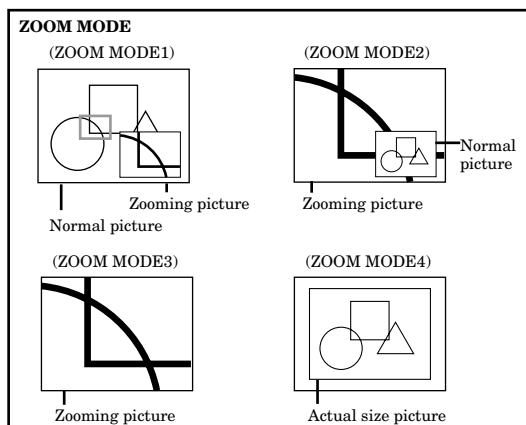 ZOOM MODE
(ZOOM MODE1)
Zooming picture
Normal picture
(ZOOM MODE2)
Normal
picture
Zooming picture
(ZOOM MODE3)
Zooming picture
(ZOOM MODE4)
Actual size picture